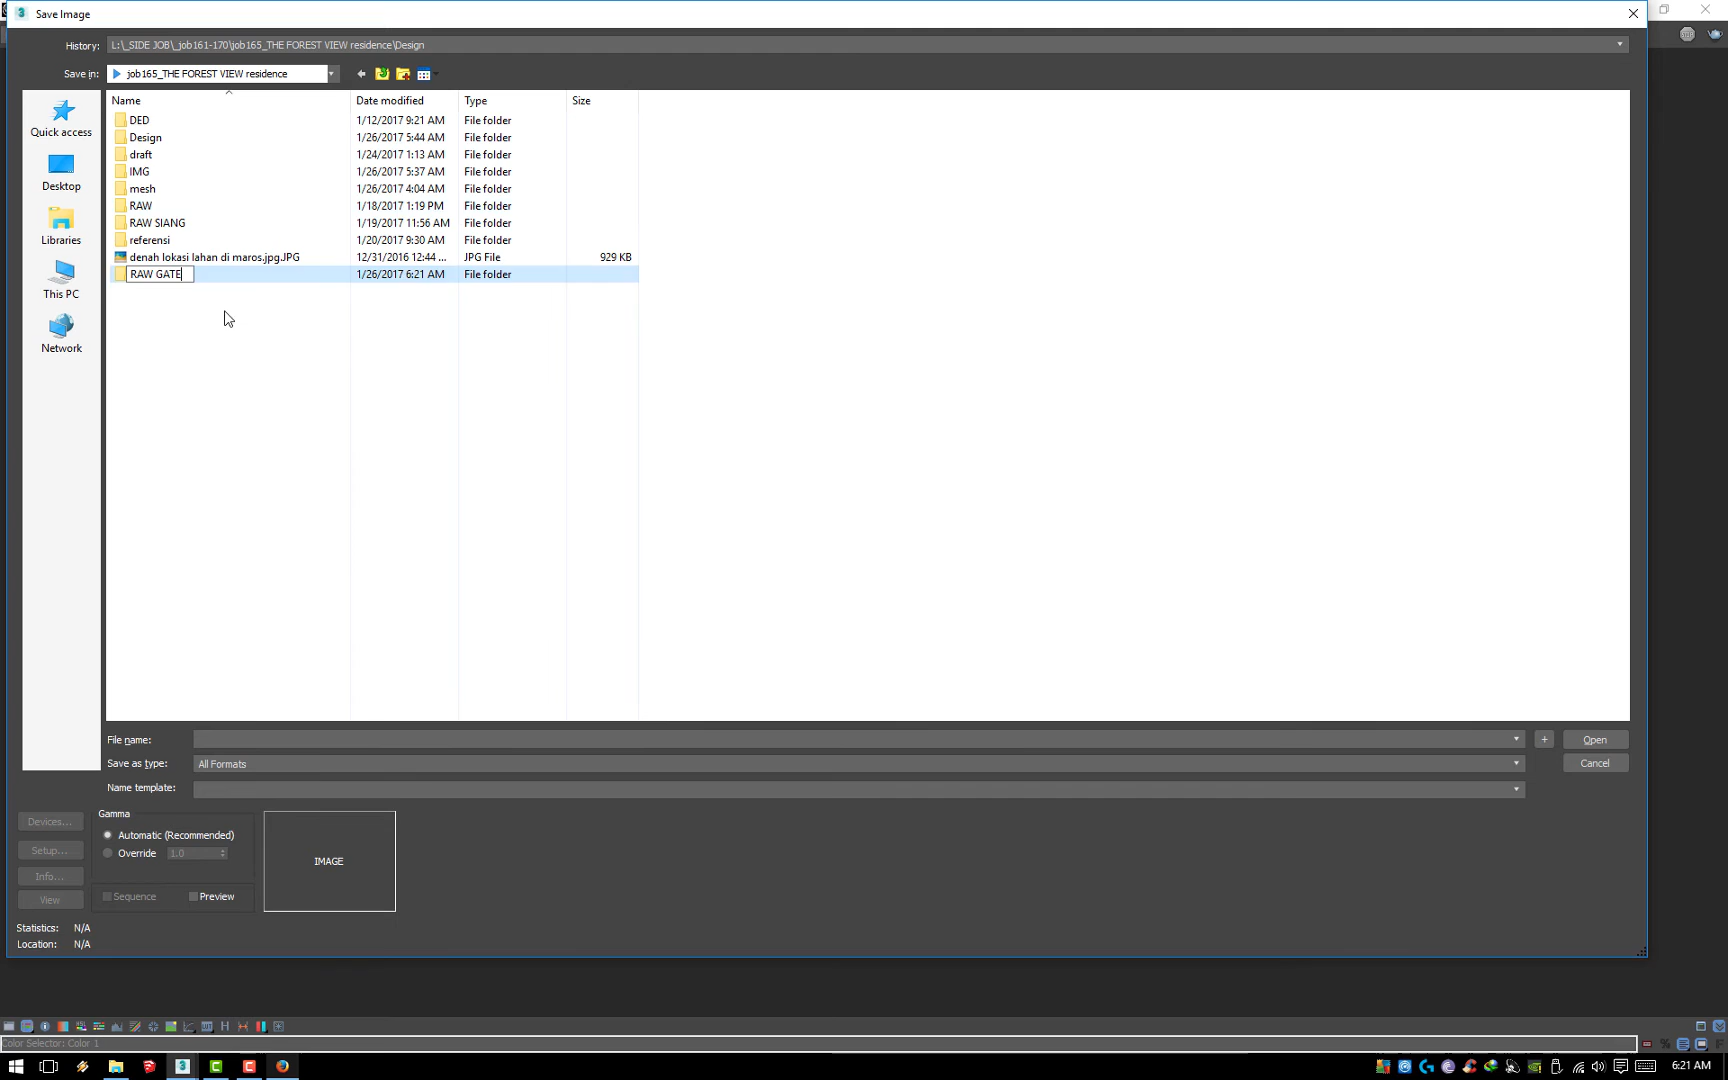 Save Image
History: L:\_SIDE JOB\_job161-170\job165_THE FOREST VIEW residence\Design
Save in: job165_THE FOREST VIEW residence
Name Date modified Type Size
DED 1/12/2017 9:21 AM File folder
Design 1/26/2017 5:44 AM File folder
draft 1/24/2017 1:13 AM File folder
IMG 1/26/2017 5:37 AM File folder
mesh 1/26/2017 4:04 AM File folder
RAW 1/18/2017 1:19 PM File folder
RAW SIANG 1/19/2017 11:56 AM File folder
referensi 1/20/2017 9:30 AM File folder
denah lokasi lahan di maros.jpg.JPG 12/31/2016 12:44 ... JPG File 929 KB
RAW GATE 1/26/2017 6:21 AM File folder
Quick access
Desktop
Libraries
This PC
Network
File name: + Open
Save as type: All Formats Cancel
Name template:
Devices...
Setup...
Info...
View
Gamma
Automatic (Recommended)
Override 1.0
Sequence Preview
IMAGE
Statistics: N/A
Location: N/A
Color Selector: Color 1
6:21 AM